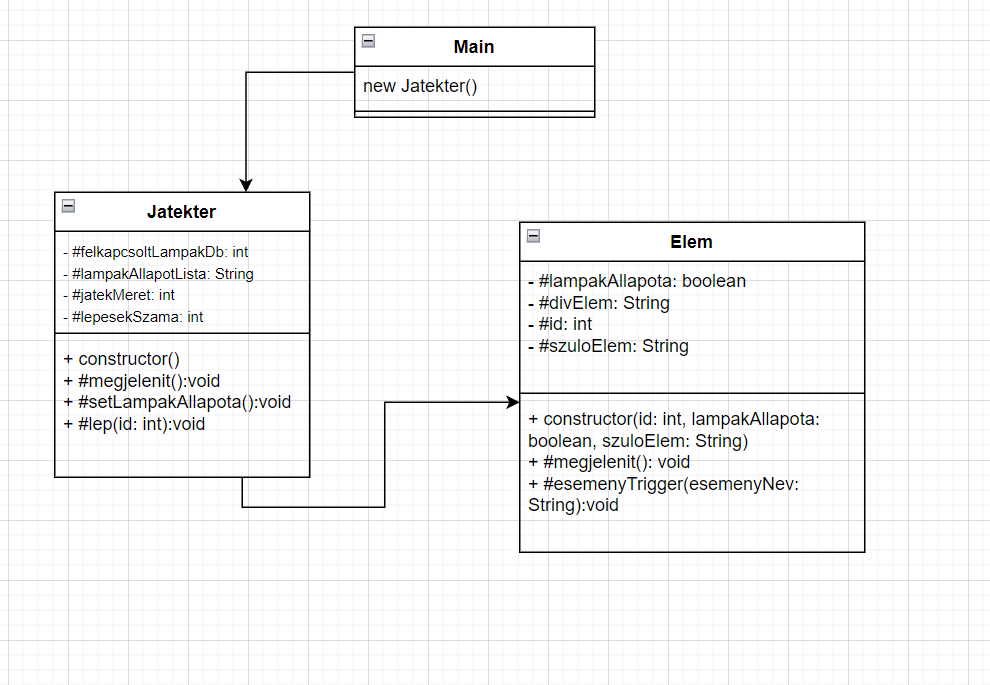 Main
new Jatekter()
Jatekter
- #felkapcsoltLampakDb: int
- #lampakAllapotLista: String
- #jatekMeret: int
- #lepesekSzama: int
+ constructor()
+ #megjelenit():void
+ #setLampakAllapota():void
+ #lep(id: int):void
Elem
- #lampakAllapota: boolean
- #divElem: String
- #id: int
- #szuloElem: String
+ constructor(id: int, lampakAllapota:
boolean, szuloElem: String)
+ #megjelenit(): void
+ #esemenyTrigger(esemenyNev:
String):void